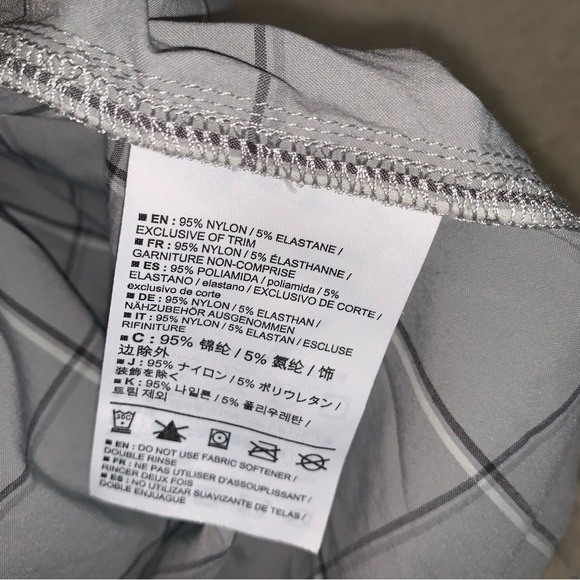 EN : 95% NYLON / 5% ELASTANE /
EXCLUSIVE OF TRIM
FR : 95% NYLON / 5% ÉLASTHANNE /
GARNITURE NON-COMPRISE
ES : 95% POLIAMIDA / poliamida / 5%
ELASTANO / elastano / EXCLUSIVO DE CORTE /
exclusivo de corte
DE : 95% NYLON / 5% ELASTHAN /
NÄHZUBEHÖR AUSGENOMMEN
IT : 95% NYLON / 5% ELASTAN / ESCLUSE
RIFINITURE
C : 95% 锦纶 / 5% 氨纶 / 饰
边除外
J : 95% ナイロン / 5% ポリウレタン /
装飾を除く
K : 95% 나일론 / 5% 폴리우레탄 /
트림 제외
EN : DO NOT USE FABRIC SOFTENER /
DOUBLE RINSE
FR : NE PAS UTILISER D'ASSOUPLISSANT /
RINCER DEUX FOIS
ES : NO UTILIZAR SUAVIZANTE DE TELAS /
DOBLE ENJUAGUE